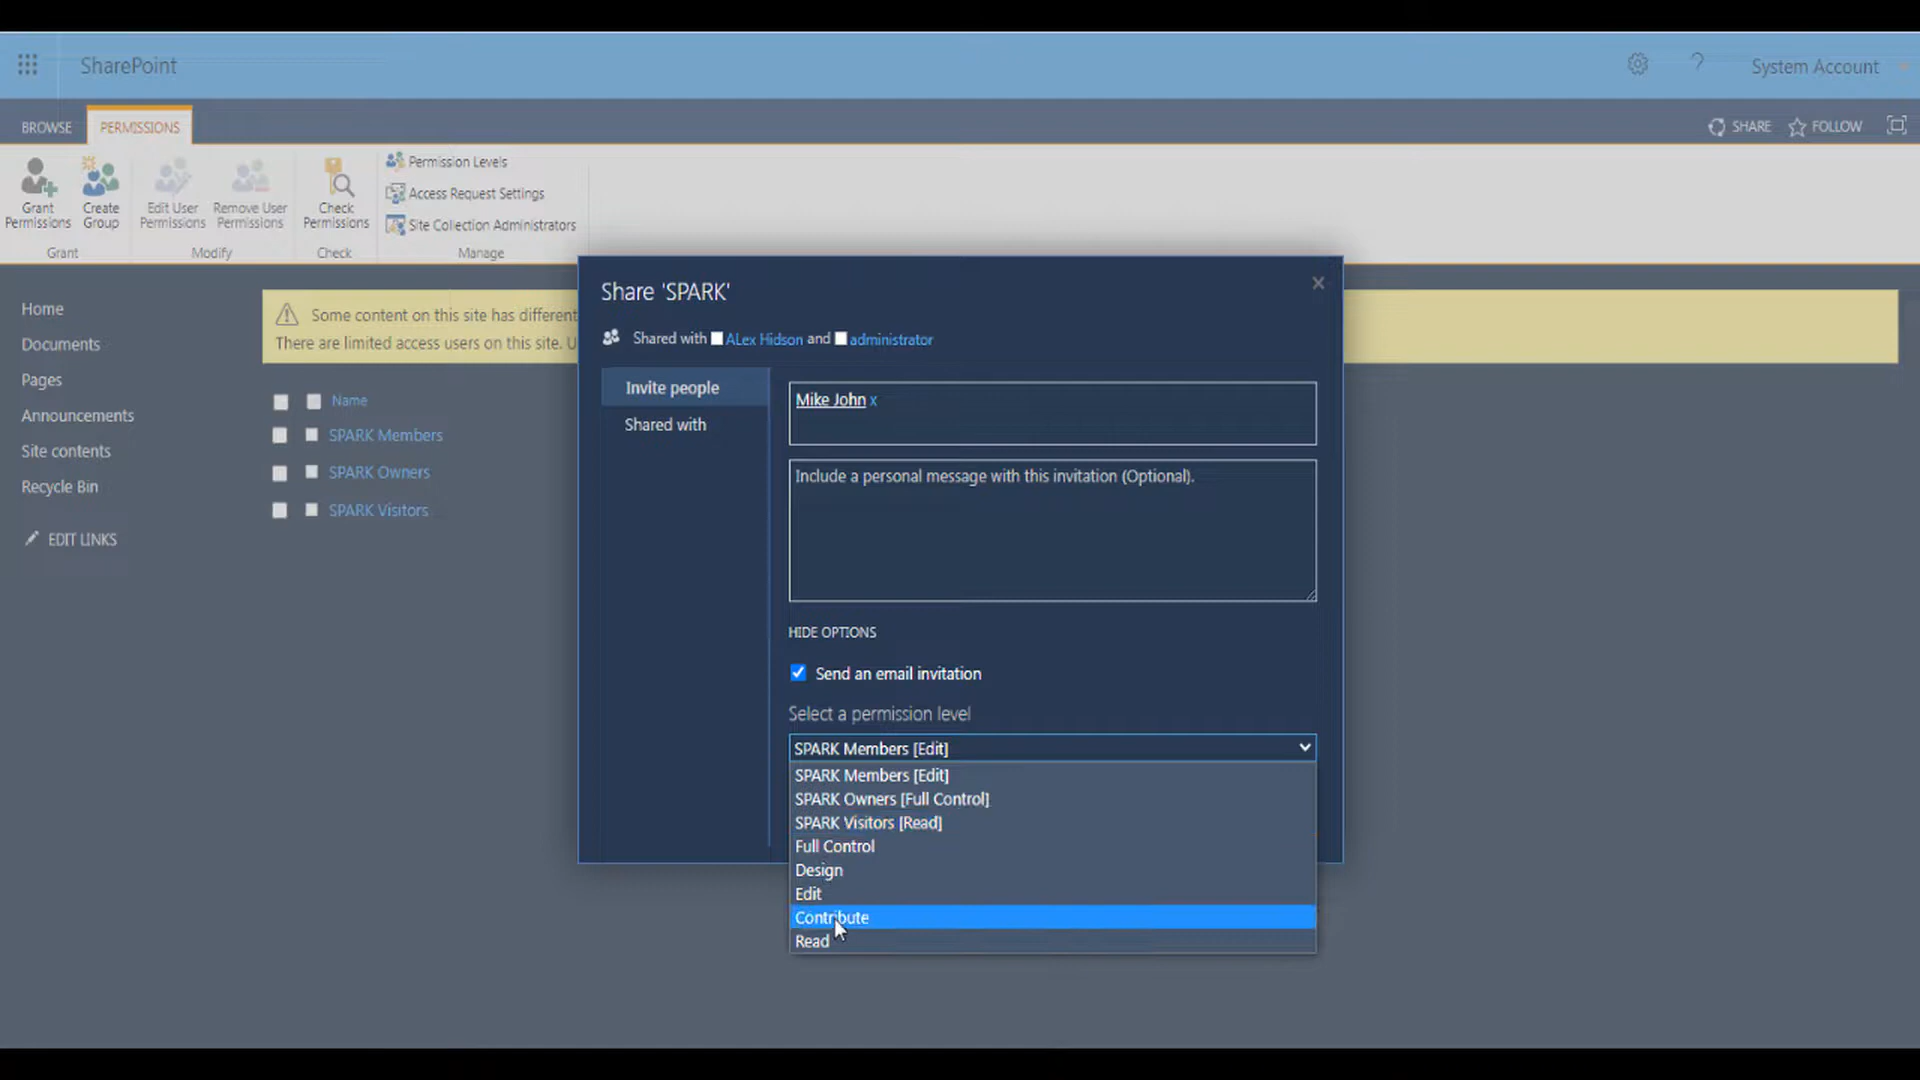 SharePoint
System Account
BROWSE
PERMISSIONS
SHARE
FOLLOW
Grant Permissions
Create Group
Edit User Permissions
Remove User Permissions
Check Permissions
Permission Levels
Access Request Settings
Site Collection Administrators
Grant
Modify
Check
Manage
Home
Documents
Pages
Announcements
Site contents
Recycle Bin
EDIT LINKS
Some content on this site has different
There are limited access users on this site. U
Name
SPARK Members
SPARK Owners
SPARK Visitors
Share 'SPARK'
Shared with ALex Hidson and administrator
Invite people
Shared with
Mike John x
Include a personal message with this invitation (Optional).
HIDE OPTIONS
Send an email invitation
Select a permission level
SPARK Members [Edit]
SPARK Members [Edit]
SPARK Owners [Full Control]
SPARK Visitors [Read]
Full Control
Design
Edit
Contribute
Read